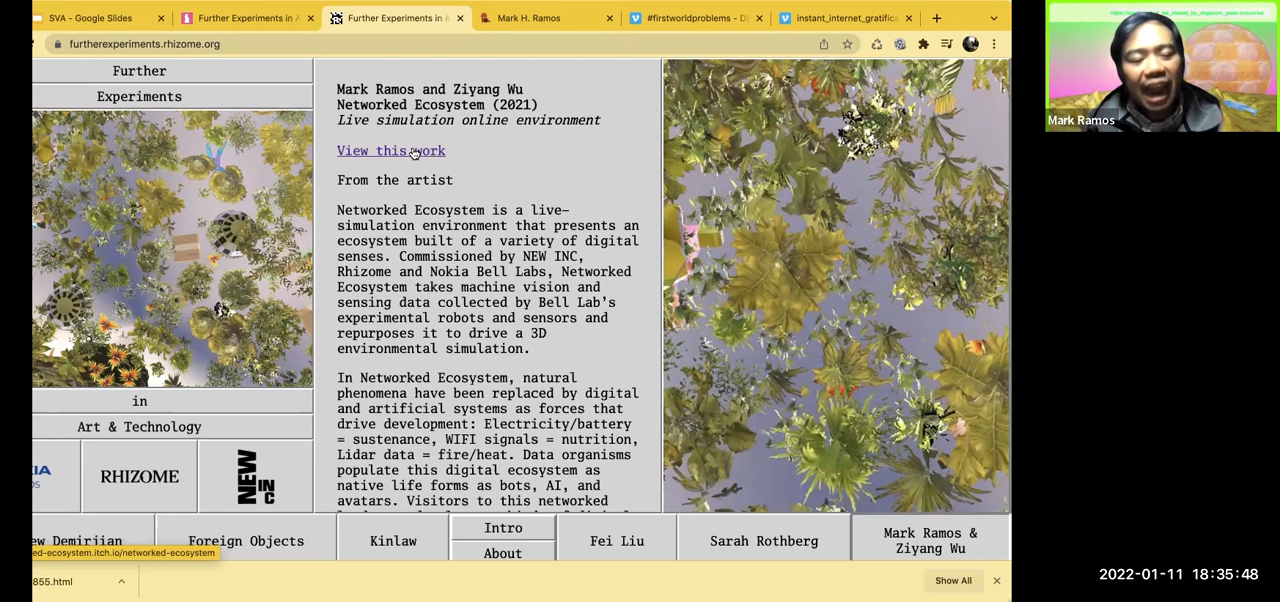 SVA - Google Slides
Further Experiments in A
Further Experiments in A
Mark H. Ramos
#firstworldproblems - D
instant_internet_gratifica
furtherexperiments.rhizome.org
Mark Ramos
Further
Experiments
in
Art & Technology
RHIZOME
NEW
INC
Mark Ramos and Ziyang Wu
Networked Ecosystem (2021)
Live simulation online environment
View this work
From the artist
Networked Ecosystem is a live-
simulation environment that presents an
ecosystem built of a variety of digital
senses. Commissioned by NEW INC,
Rhizome and Nokia Bell Labs, Networked
Ecosystem takes machine vision and
sensing data collected by Bell Lab's
experimental robots and sensors and
repurposes it to drive a 3D
environmental simulation.
In Networked Ecosystem, natural
phenomena have been replaced by digital
and artificial systems as forces that
drive development: Electricity/battery
= sustenance, WIFI signals = nutrition,
Lidar data = fire/heat. Data organisms
populate this digital ecosystem as
native life forms as bots, AI, and
avatars. Visitors to this networked
ew Demirjian
Foreign Objects
Kinlaw
Intro
About
Fei Liu
Sarah Rothberg
Mark Ramos &
Ziyang Wu
ed-ecosystem.itch.io/networked-ecosystem
855.html
Show All
2022-01-11 18:35:48